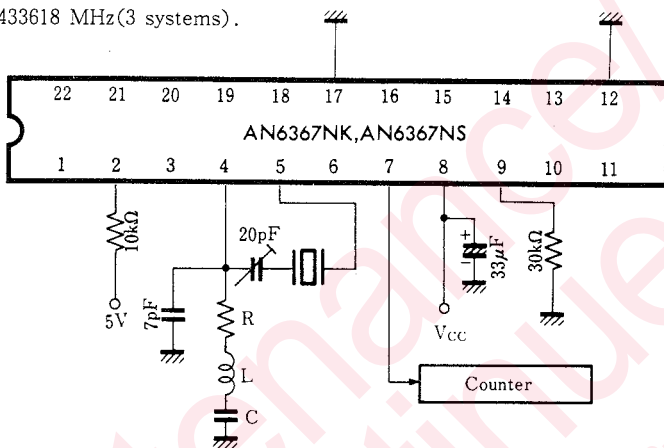 433618 MHz(3 systems).
22 21 20 19 18 17 16 15 14 13 12
AN6367NK,AN6367NS
1 2 3 4 5 6 7 8 9 10 11
10kΩ
20pF
+
−
33μF
30kΩ
5V
7pF
R
VCC
L
Counter
C